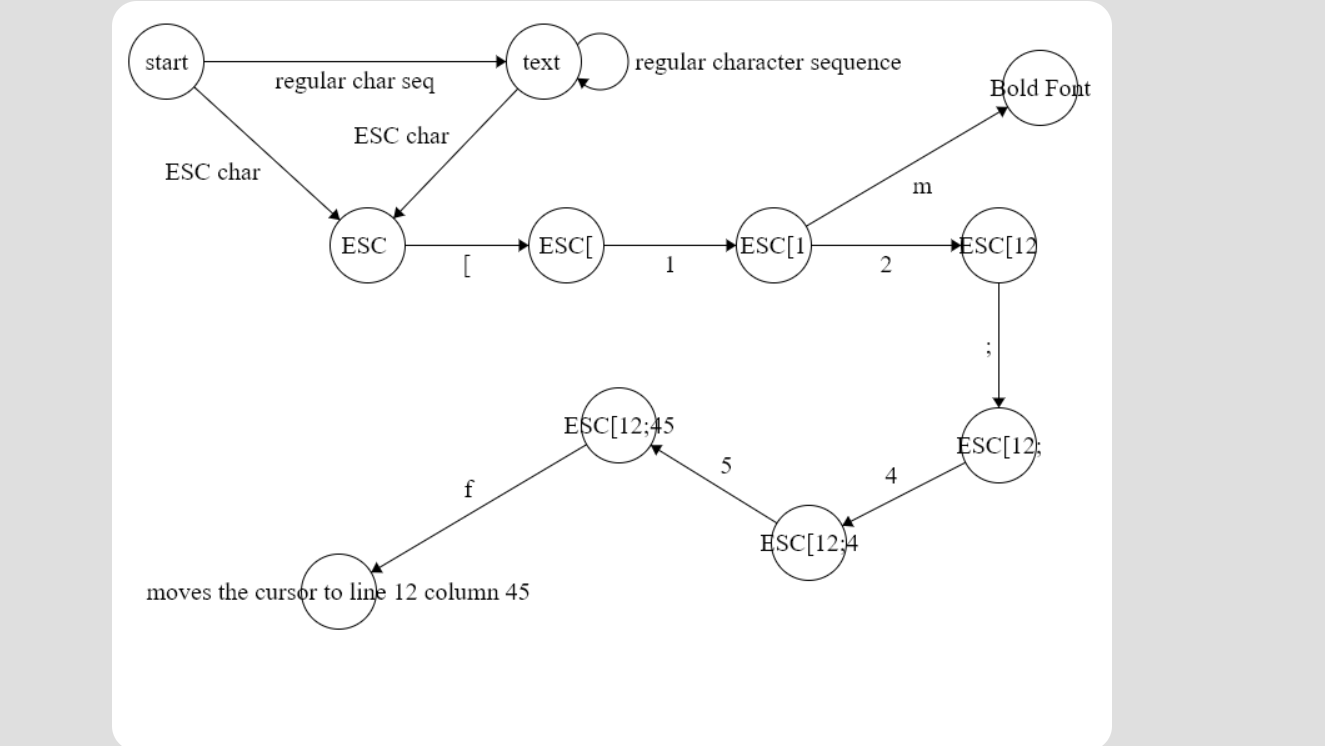 start
regular char seq
text
regular character sequence
Bold Font
ESC char
ESC char
m
ESC
[
ESC[
1
ESC[1
2
ESC[12
;
ESC[12;
4
ESC[12;4
5
ESC[12;45
f
moves the cursor to line 12 column 45